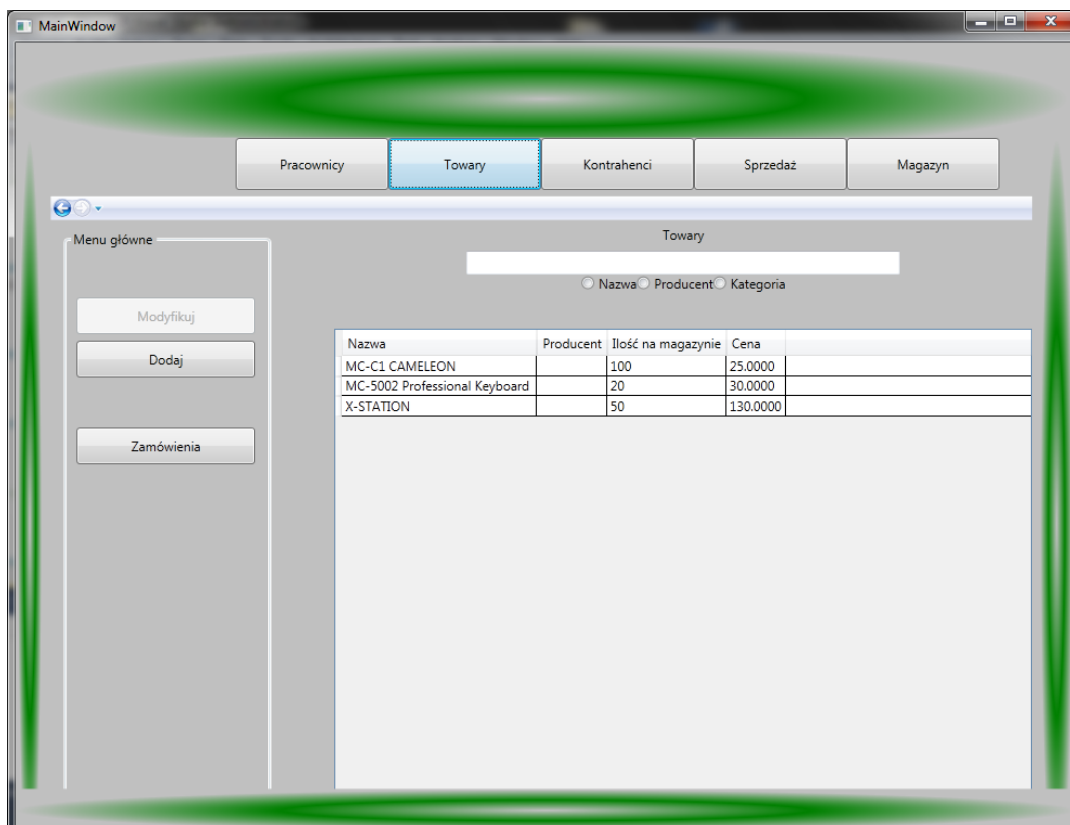 MainWindow
Pracownicy Towary Kontrahenci Sprzedaż Magazyn
Menu główne
Modyfikuj
Dodaj
Zamówienia
Towary
Nazwa Producent Kategoria
Nazwa Producent Ilość na magazynie Cena
MC-C1 CAMELEON 100 25.0000
MC-5002 Professional Keyboard 20 30.0000
X-STATION 50 130.0000